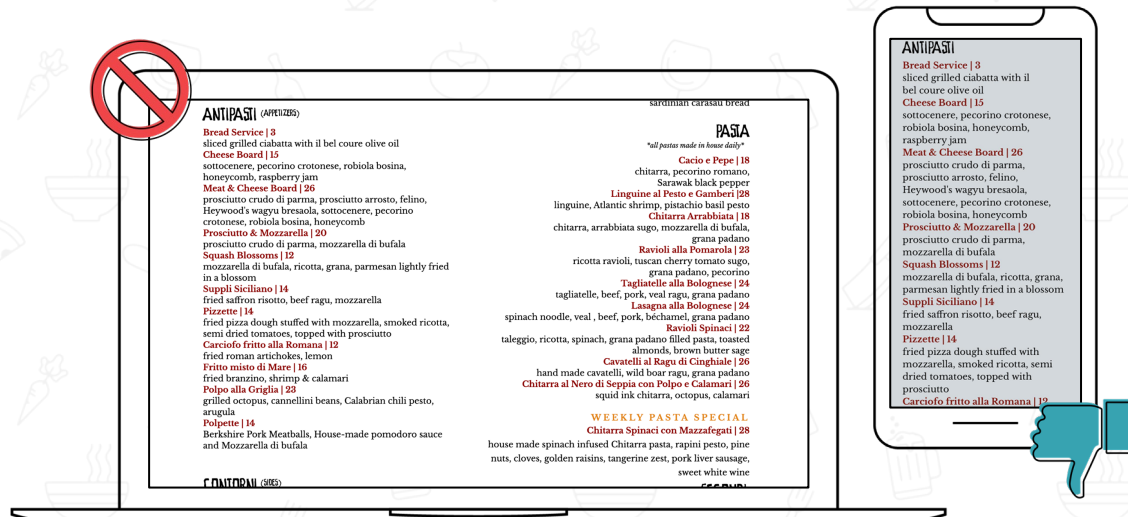 ANTIPASTI (APPETIZERS)
Bread Service | 3
sliced grilled ciabatta with il bel coure olive oil
Cheese Board | 15
sottocenere, pecorino crotonese, robiola bosina,
honeycomb, raspberry jam
Meat & Cheese Board | 26
prosciutto crudo di parma, prosciutto arrosto, felino,
Heywood's wagyu bresaola, sottocenere, pecorino
crotonese, robiola bosina, honeycomb
Prosciutto & Mozzarella | 20
prosciutto crudo di parma, mozzarella di bufala
Squash Blossoms | 12
mozzarella di bufala, ricotta, grana, parmesan lightly fried
in a blossom
Suppli Siciliano | 14
fried saffron risotto, beef ragu, mozzarella
Pizzette | 14
fried pizza dough stuffed with mozzarella, smoked ricotta,
semi dried tomatoes, topped with prosciutto
Carciofo fritto alla Romana | 12
fried roman artichokes, lemon
Fritto misto di Mare | 16
fried branzino, shrimp & calamari
Polpo alla Griglia | 23
grilled octopus, cannellini beans, Calabrian chili pesto,
arugula
Polpette | 14
Berkshire Pork Meatballs, House-made pomodoro sauce
and Mozzarella di bufala
CONTORNI (SIDES)
sardinian carasau bread
PASTA
*all pastas made in house daily*
Cacio e Pepe | 18
chitarra, pecorino romano,
Sarawak black pepper
Linguine al Pesto e Gamberi |28
linguine, Atlantic shrimp, pistachio basil pesto
Chitarra Arrabbiata | 18
chitarra, arrabbiata sugo, mozzarella di bufala,
grana padano
Ravioli alla Pomarola | 23
ricotta ravioli, tuscan cherry tomato sugo,
grana padano, pecorino
Tagliatelle alla Bolognese | 24
tagliatelle, beef, pork, veal ragu, grana padano
Lasagna alla Bolognese | 24
spinach noodle, veal , beef, pork, béchamel, grana padano
Ravioli Spinaci | 22
taleggio, ricotta, spinach, grana padano filled pasta, toasted
almonds, brown butter sage
Cavatelli al Ragu di Cinghiale | 26
hand made cavatelli, wild boar ragu, grana padano
Chitarra al Nero di Seppia con Polpo e Calamari | 26
squid ink chitarra, octopus, calamari
WEEKLY PASTA SPECIAL
Chitarra Spinaci con Mazzafegati | 28
house made spinach infused Chitarra pasta, rapini pesto, pine
nuts, cloves, golden raisins, tangerine zest, pork liver sausage,
sweet white wine
ANTIPASTI
Bread Service | 3
sliced grilled ciabatta with il
bel coure olive oil
Cheese Board | 15
sottocenere, pecorino crotonese,
robiola bosina, honeycomb,
raspberry jam
Meat & Cheese Board | 26
prosciutto crudo di parma,
prosciutto arrosto, felino,
Heywood's wagyu bresaola,
sottocenere, pecorino crotonese,
robiola bosina, honeycomb
Prosciutto & Mozzarella | 20
prosciutto crudo di parma,
mozzarella di bufala
Squash Blossoms | 12
mozzarella di bufala, ricotta, grana,
parmesan lightly fried in a blossom
Suppli Siciliano | 14
fried saffron risotto, beef ragu,
mozzarella
Pizzette | 14
fried pizza dough stuffed with
mozzarella, smoked ricotta, semi
dried tomatoes, topped with
prosciutto
Carciofo fritto alla Romana | 12